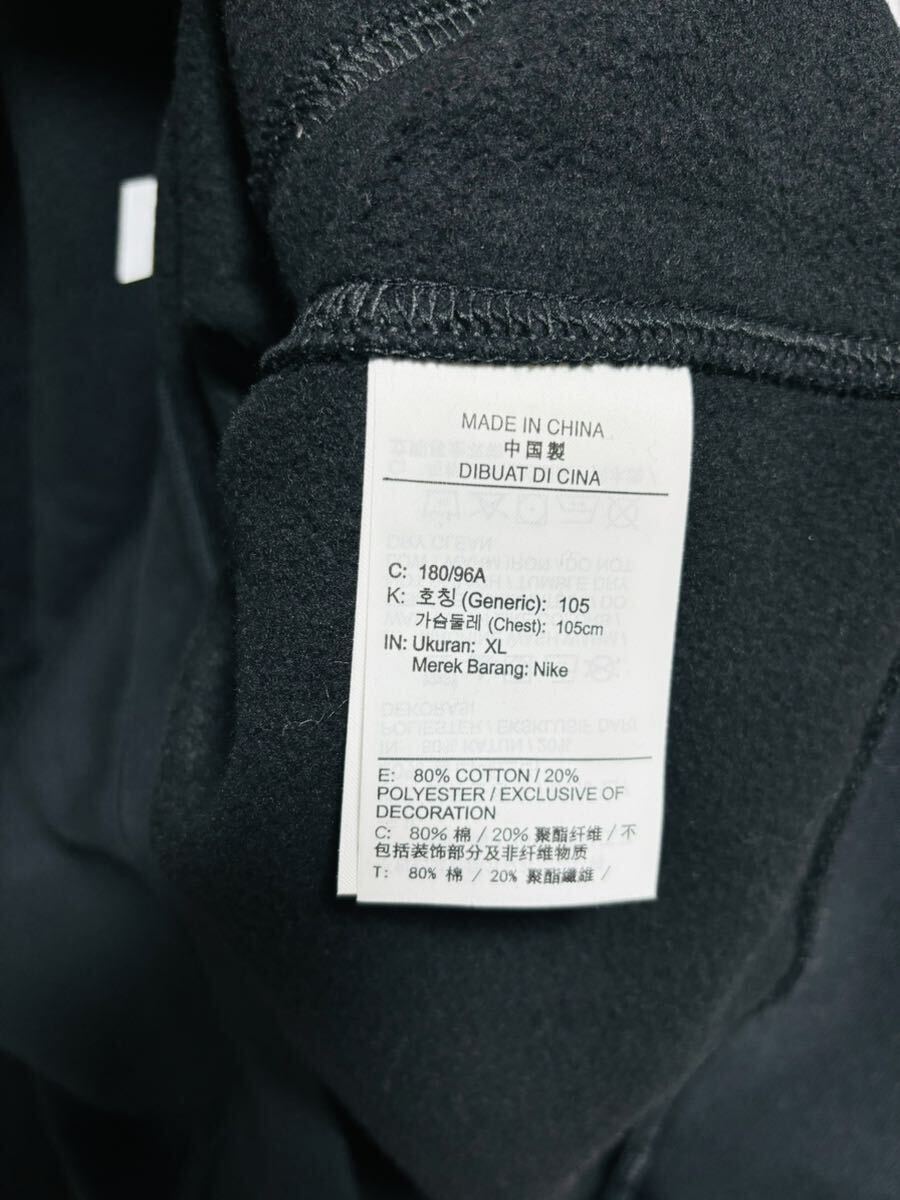 MADE IN CHINA
中国製
DIBUAT DI CINA
C: 180/96A
K: 호칭 (Generic): 105
가슴둘레 (Chest): 105cm
IN: Ukuran: XL
Merek Barang: Nike
E: 80% COTTON / 20%
POLYESTER / EXCLUSIVE OF
DECORATION
C: 80% 棉 / 20% 聚酯纤维 / 不
包括装饰部分及非纤维物质
T: 80% 棉 / 20% 聚酯纖維 /